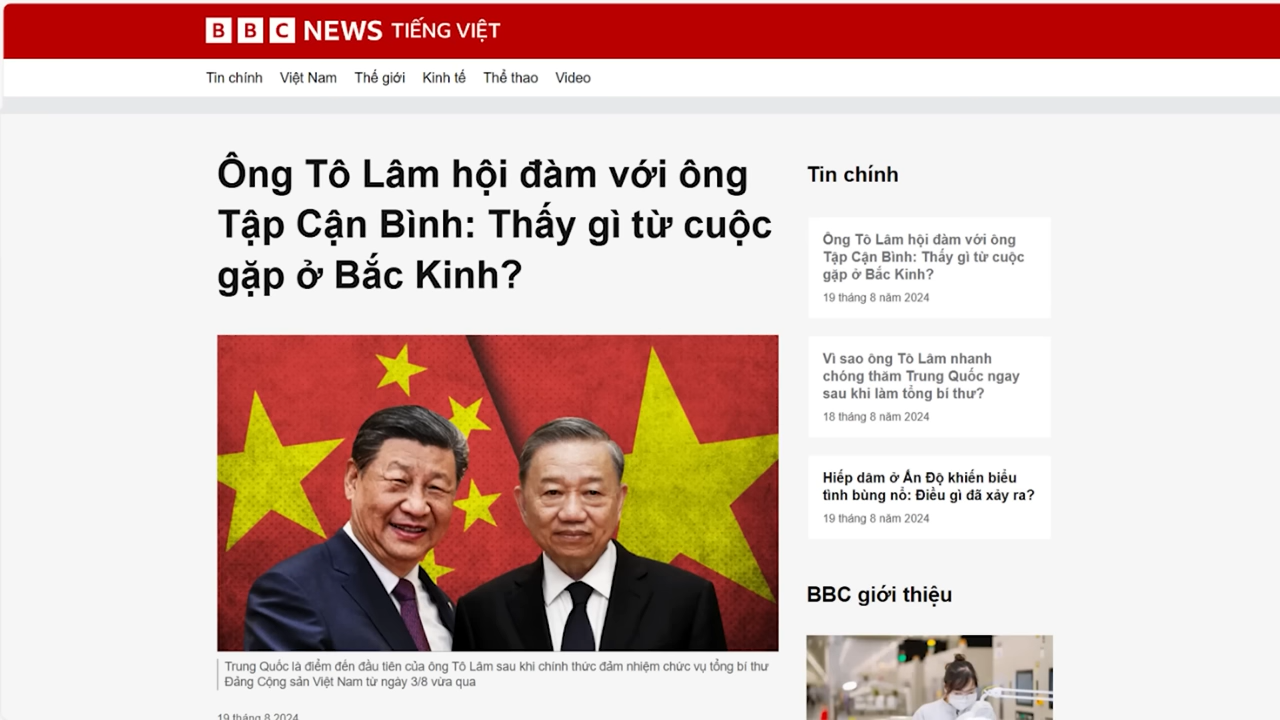 BBC NEWS TIẾNG VIỆT
Tin chính Việt Nam Thế giới Kinh tế Thể thao Video
Ông Tô Lâm hội đàm với ông
Tập Cận Bình: Thấy gì từ cuộc
gặp ở Bắc Kinh?
Trung Quốc là điểm đến đầu tiên của ông Tô Lâm sau khi chính thức đảm nhiệm chức vụ tổng bí thư
Đảng Cộng sản Việt Nam từ ngày 3/8 vừa qua
19 tháng 8 2024
Tin chính
Ông Tô Lâm hội đàm với ông
Tập Cận Bình: Thấy gì từ cuộc
gặp ở Bắc Kinh?
19 tháng 8 năm 2024
Vì sao ông Tô Lâm nhanh
chóng thăm Trung Quốc ngay
sau khi làm tổng bí thư?
18 tháng 8 năm 2024
Hiếp dâm ở Ấn Độ khiến biểu
tình bùng nổ: Điều gì đã xảy ra?
19 tháng 8 năm 2024
BBC giới thiệu